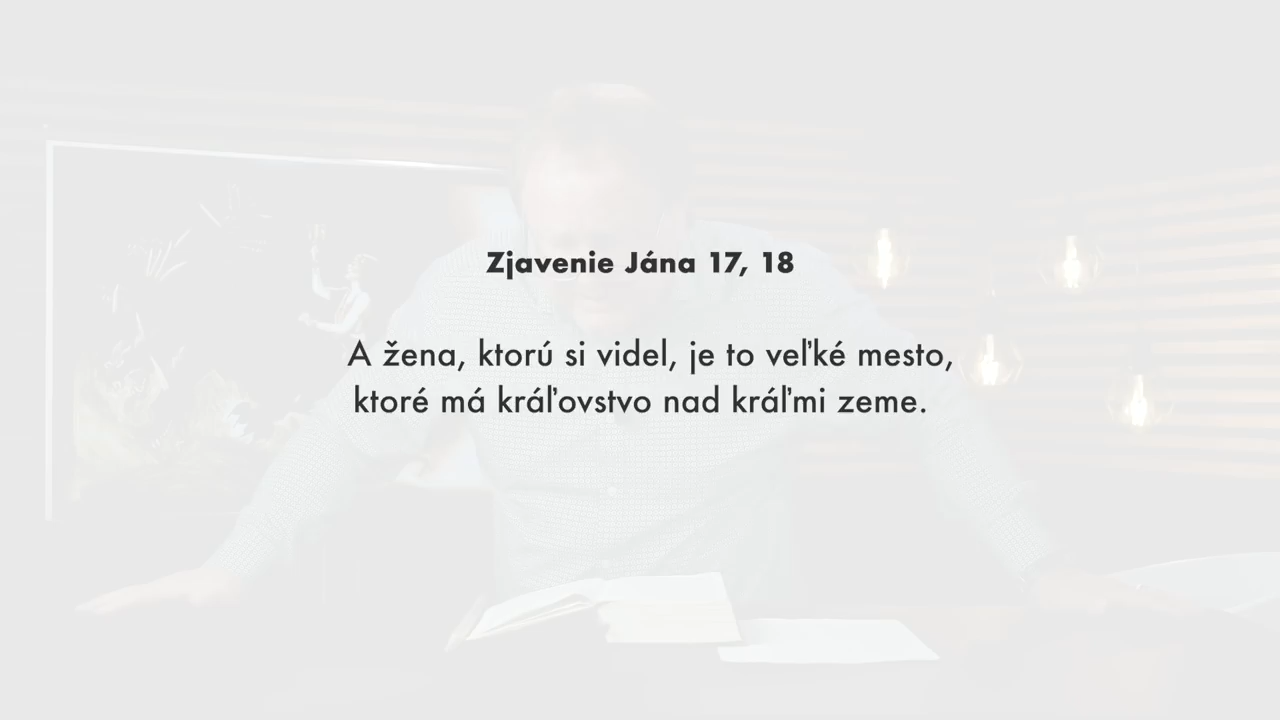 Zjavenie Jána 17, 18
A žena, ktorú si videl, je to veľké mesto,
ktoré má kráľovstvo nad kráľmi zeme.